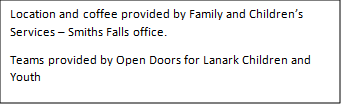 Location and coffee provided by Family and Children's
Services – Smiths Falls office.
Teams provided by Open Doors for Lanark Children and
Youth